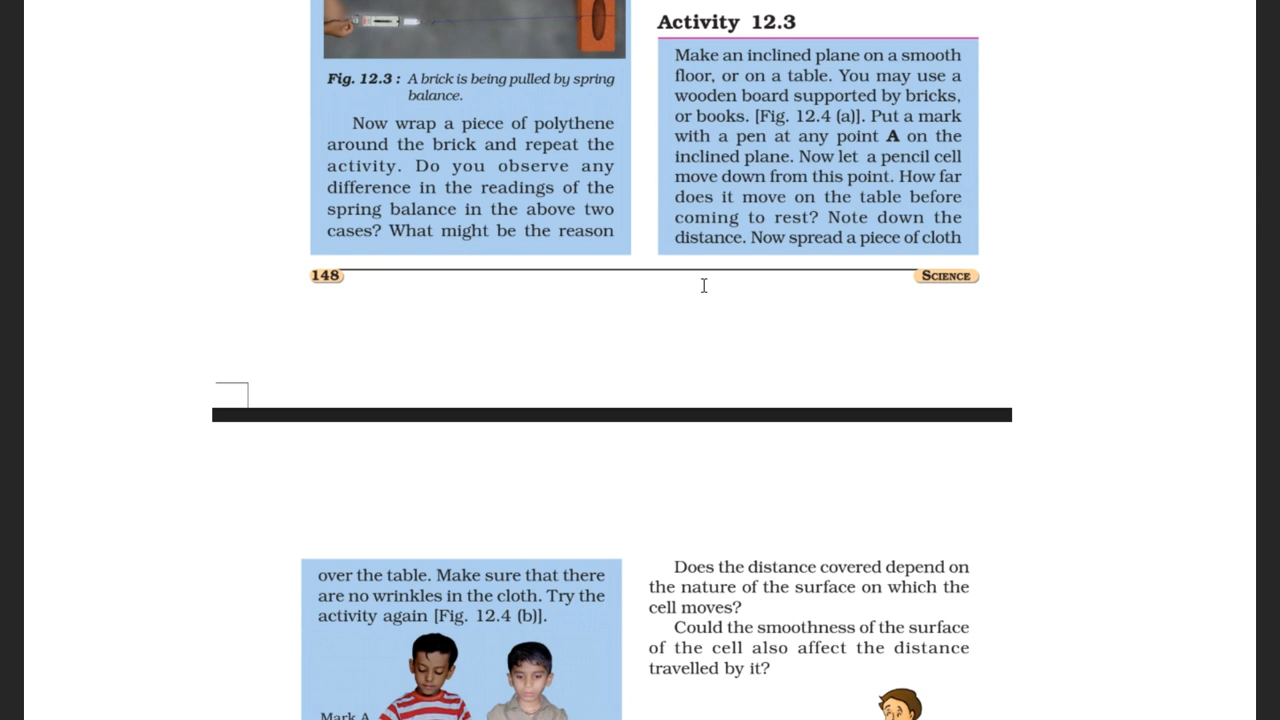 Fig. 12.3 : A brick is being pulled by spring
balance.
Now wrap a piece of polythene
around the brick and repeat the
activity. Do you observe any
difference in the readings of the
spring balance in the above two
cases? What might be the reason
Activity 12.3
Make an inclined plane on a smooth
floor, or on a table. You may use a
wooden board supported by bricks,
or books. [Fig. 12.4 (a)]. Put a mark
with a pen at any point A on the
inclined plane. Now let a pencil cell
move down from this point. How far
does it move on the table before
coming to rest? Note down the
distance. Now spread a piece of cloth
148
SCIENCE
over the table. Make sure that there
are no wrinkles in the cloth. Try the
activity again [Fig. 12.4 (b)].
Mark A
Does the distance covered depend on
the nature of the surface on which the
cell moves?
Could the smoothness of the surface
of the cell also affect the distance
travelled by it?